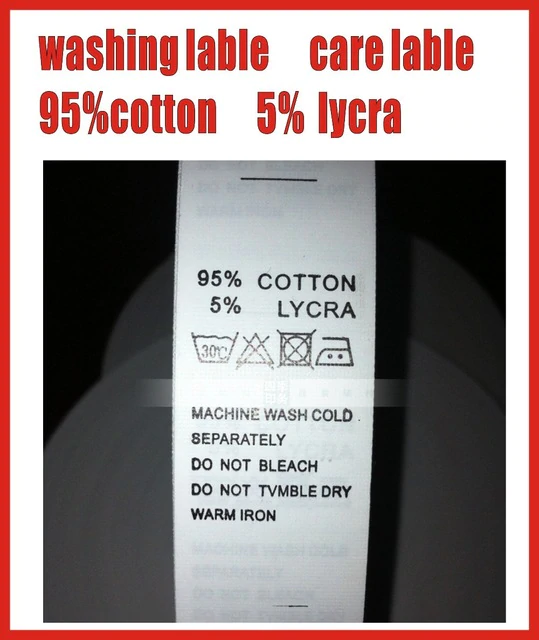 washing lable care lable
95%cotton 5% lycra
95% COTTON
5% LYCRA
30℃
MACHINE WASH COLD
SEPARATELY
DO NOT BLEACH
DO NOT TVMBLE DRY
WARM IRON